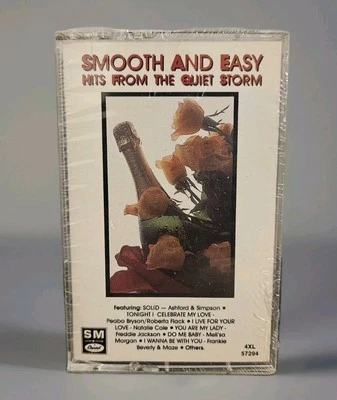 SMOOTH AND EASY
HITS FROM THE QUIET STORM
Featuring: SOLID — Ashford & Simpson •
TONIGHT I CELEBRATE MY LOVE -
Peabo Bryson/Roberta Flack • I LIVE FOR YOUR
LOVE - Natalie Cole • YOU ARE MY LADY -
Freddie Jackson • DO ME BABY - Meli'sa
Morgan • I WANNA BE WITH YOU - Frankie
Beverly & Maze • Others.
SM
Capitol
4XL
57294